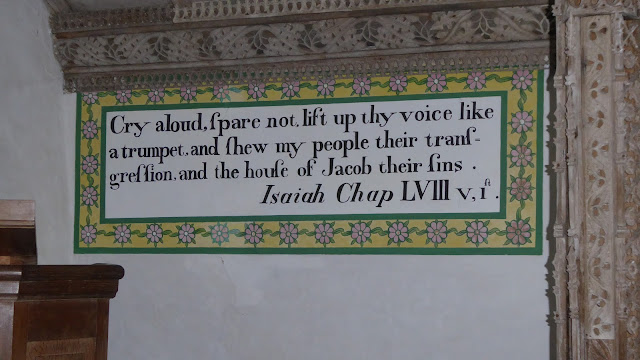 Cry aloud, ſpare not, lift up thy voice like
a trumpet, and ſhew my people their tranſ-
greſſion, and the houſe of Jacob their ſins .
Isaiah Chap LVIII v, 1ſt .